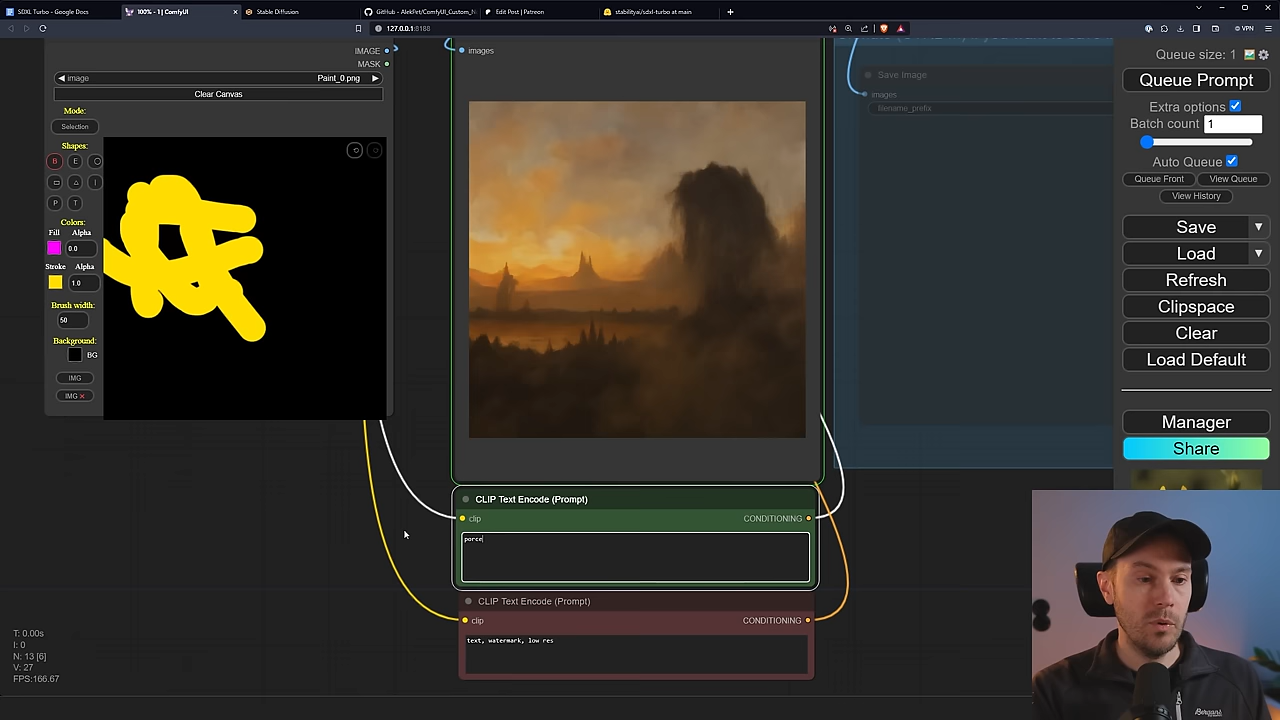 SDXL Turbo - Google Docs
100% - 1 | ComfyUI
Stable Diffusion
GitHub - AlekPet/ComfyUI_Custom_N
Edit Post | Patreon
stabilityai/sdxl-turbo at main
127.0.0.1:8188
VPN
IMAGE
MASK
image
Paint_0.png
Clear Canvas
Mode:
Selection
Shapes:
B
E
P
T
Colors:
Fill
Alpha
0.0
Stroke
Alpha
1.0
Brush width:
50
Background:
BG
IMG
IMG
images
CLIP Text Encode (Prompt)
clip
CONDITIONING
porce
CLIP Text Encode (Prompt)
clip
CONDITIONING
text, watermark, low res
Save Image
images
filename_prefix
Queue size: 1
Queue Prompt
Extra options
Batch count
1
Auto Queue
Queue Front
View Queue
View History
Save
Load
Refresh
Clipspace
Clear
Load Default
Manager
Share
T: 0.00s
I: 0
N: 13 [6]
V: 27
FPS:166.67
Bergans